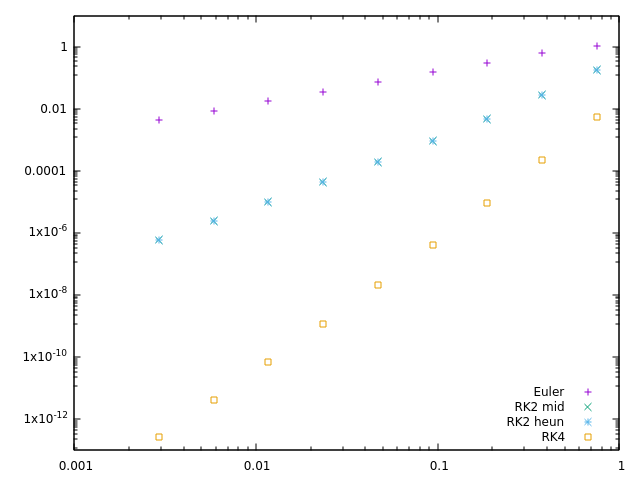 1
0.01
0.0001
1x10^-6
1x10^-8
1x10^-10
1x10^-12
Euler
RK2 mid
RK2 heun
RK4
0.001 0.01 0.1 1